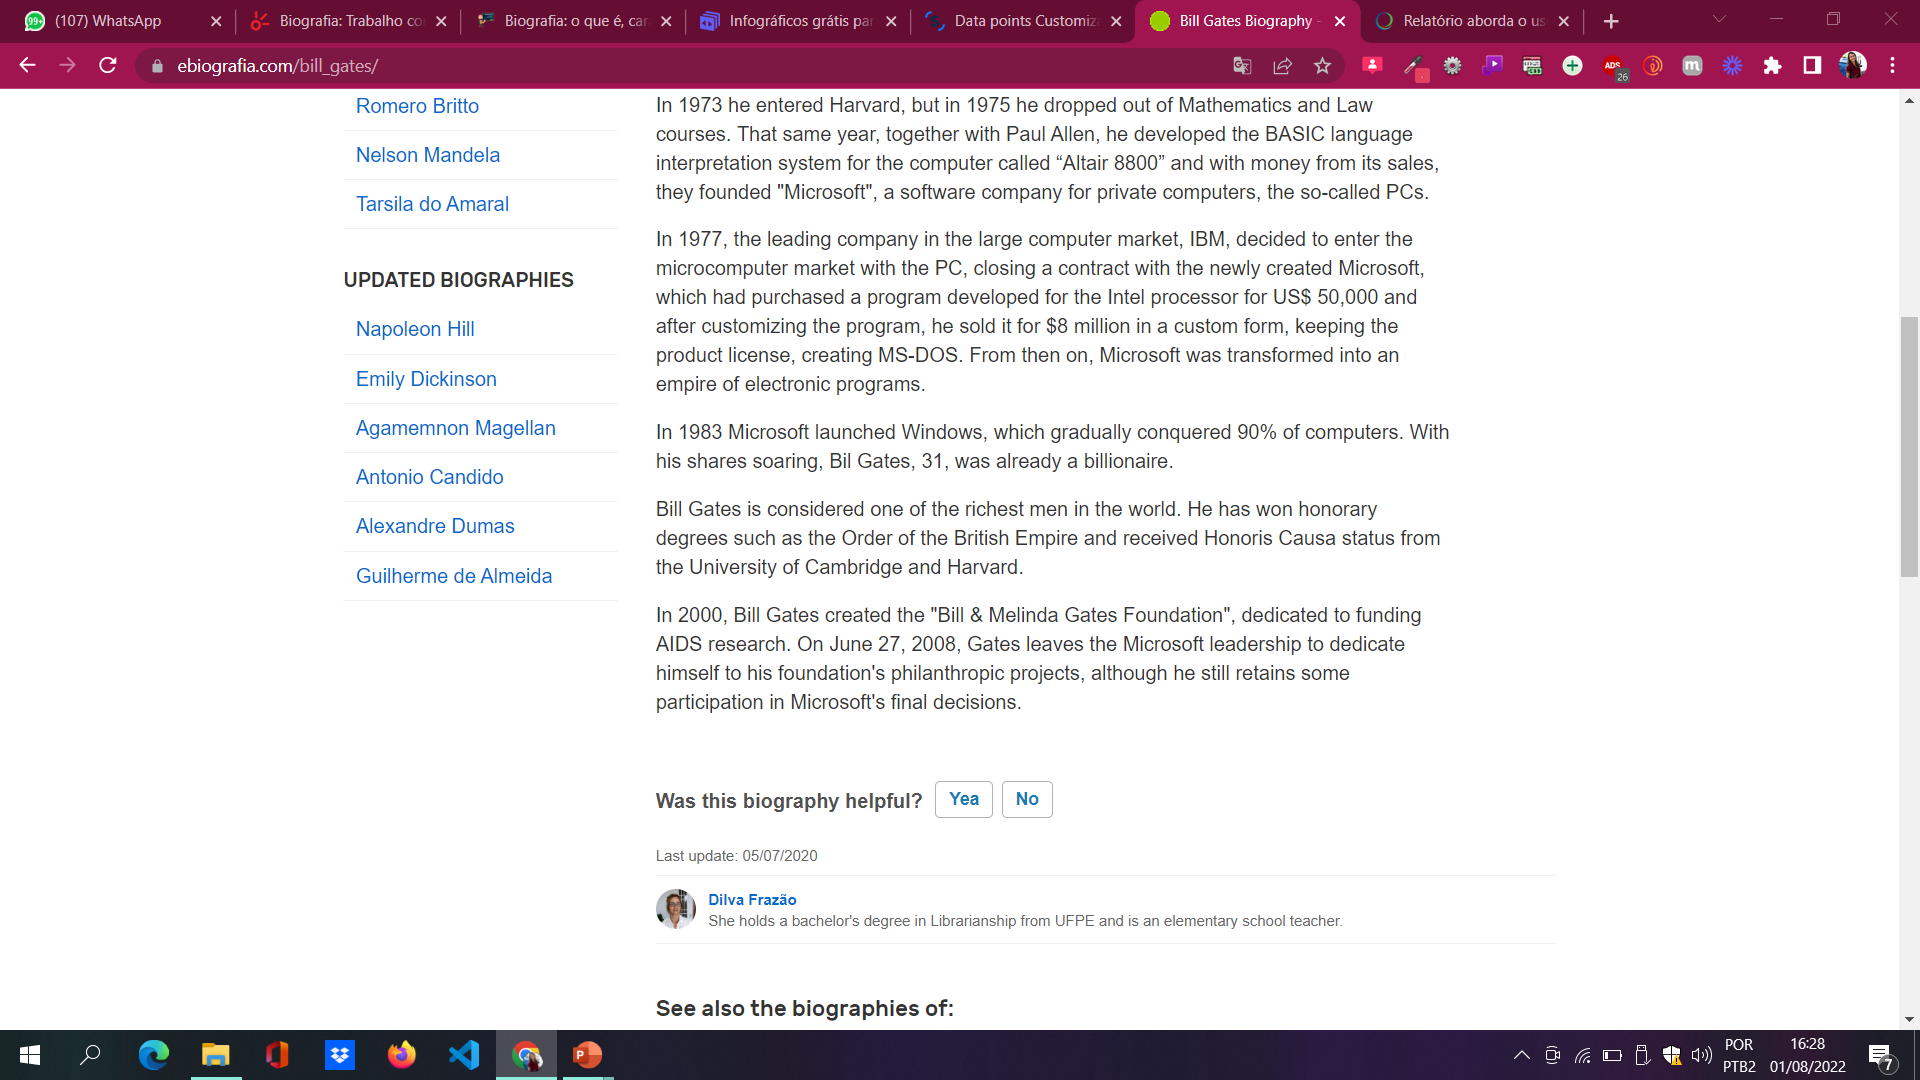 (107) WhatsApp
Biografia: Trabalho co
Biografia: o que é, car
Infográficos grátis par
Data points Customiz
Bill Gates Biography -
Relatório aborda o us
ebiografia.com/bill_gates/
Romero Britto
Nelson Mandela
Tarsila do Amaral
UPDATED BIOGRAPHIES
Napoleon Hill
Emily Dickinson
Agamemnon Magellan
Antonio Candido
Alexandre Dumas
Guilherme de Almeida
In 1973 he entered Harvard, but in 1975 he dropped out of Mathematics and Law
courses. That same year, together with Paul Allen, he developed the BASIC language
interpretation system for the computer called “Altair 8800” and with money from its sales,
they founded "Microsoft", a software company for private computers, the so-called PCs.
In 1977, the leading company in the large computer market, IBM, decided to enter the
microcomputer market with the PC, closing a contract with the newly created Microsoft,
which had purchased a program developed for the Intel processor for US$ 50,000 and
after customizing the program, he sold it for $8 million in a custom form, keeping the
product license, creating MS-DOS. From then on, Microsoft was transformed into an
empire of electronic programs.
In 1983 Microsoft launched Windows, which gradually conquered 90% of computers. With
his shares soaring, Bil Gates, 31, was already a billionaire.
Bill Gates is considered one of the richest men in the world. He has won honorary
degrees such as the Order of the British Empire and received Honoris Causa status from
the University of Cambridge and Harvard.
In 2000, Bill Gates created the "Bill & Melinda Gates Foundation", dedicated to funding
AIDS research. On June 27, 2008, Gates leaves the Microsoft leadership to dedicate
himself to his foundation's philanthropic projects, although he still retains some
participation in Microsoft's final decisions.
Was this biography helpful? Yea No
Last update: 05/07/2020
Dilva Frazão
She holds a bachelor's degree in Librarianship from UFPE and is an elementary school teacher.
See also the biographies of:
POR
PTB2
16:28
01/08/2022
7